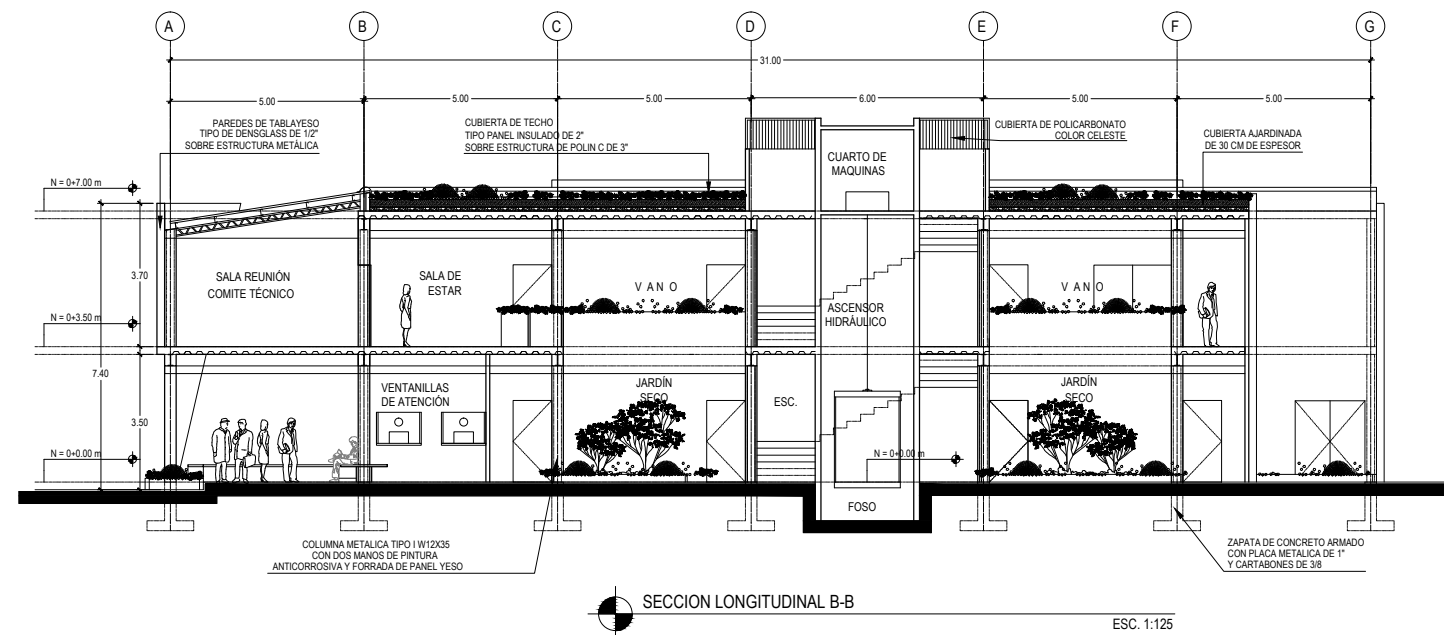 A B C D E F G
31.00
5.00 5.00 5.00 6.00 5.00 5.00
PAREDES DE TABLAYESO
TIPO DE DENSGLASS DE 1/2"
SOBRE ESTRUCTURA METÁLICA
CUBIERTA DE TECHO
TIPO PANEL INSULADO DE 2"
SOBRE ESTRUCTURA DE POLIN C DE 3"
CUBIERTA DE POLICARBONATO
COLOR CELESTE
CUBIERTA AJARDINADA
DE 30 CM DE ESPESOR
CUARTO DE
MAQUINAS
N = 0+7.00 m
3.70
SALA REUNIÓN
COMITE TÉCNICO
SALA DE
ESTAR
V A N O
V A N O
ASCENSOR
HIDRÁULICO
N = 0+3.50 m
7.40
3.50
VENTANILLAS
DE ATENCIÓN
JARDÍN
SECO
ESC.
JARDÍN
SECO
N = 0+0.00 m
N = 0+0.00 m
FOSO
COLUMNA METALICA TIPO I W12X35
CON DOS MANOS DE PINTURA
ANTICORROSIVA Y FORRADA DE PANEL YESO
ZAPATA DE CONCRETO ARMADO
CON PLACA METALICA DE 1"
Y CARTABONES DE 3/8
SECCION LONGITUDINAL B-B
ESC. 1:125